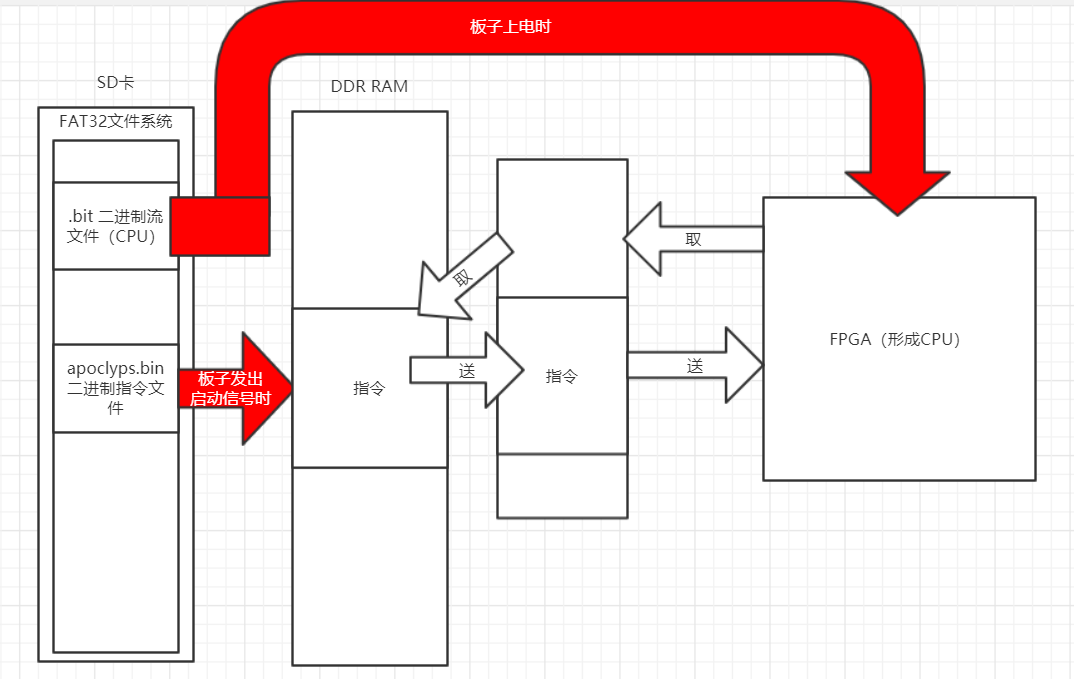 板子上电时
SD卡
DDR RAM
FAT32文件系统
.bit 二进制流
文件（CPU）
取
取
FPGA（形成CPU）
apoclyps.bin
二进制指令文
件
板子发出
启动信号时
指令
送
指令
送